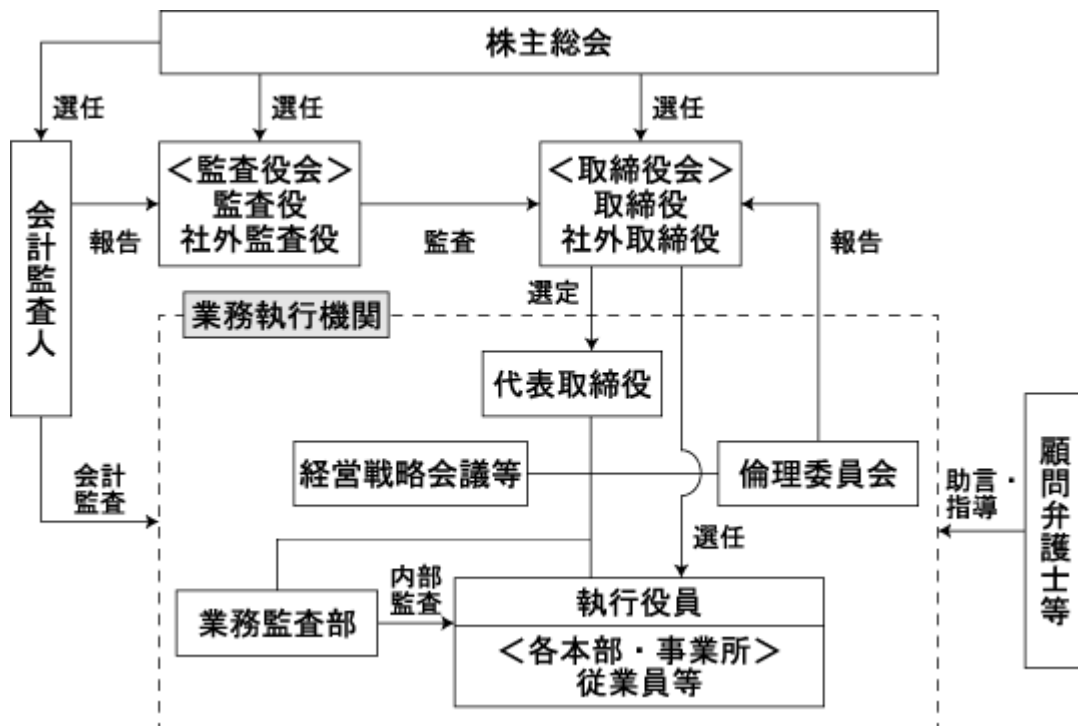 株主総会
選任
選任
選任
会計監査人
＜監査役会＞
監査役
社外監査役
＜取締役会＞
取締役
社外取締役
報告
監査
報告
選定
業務執行機関
代表取締役
経営戦略会議等
倫理委員会
顧問弁護士等
会計
監査
助言・
指導
選任
内部
監査
業務監査部
執行役員
＜各本部・事業所＞
従業員等